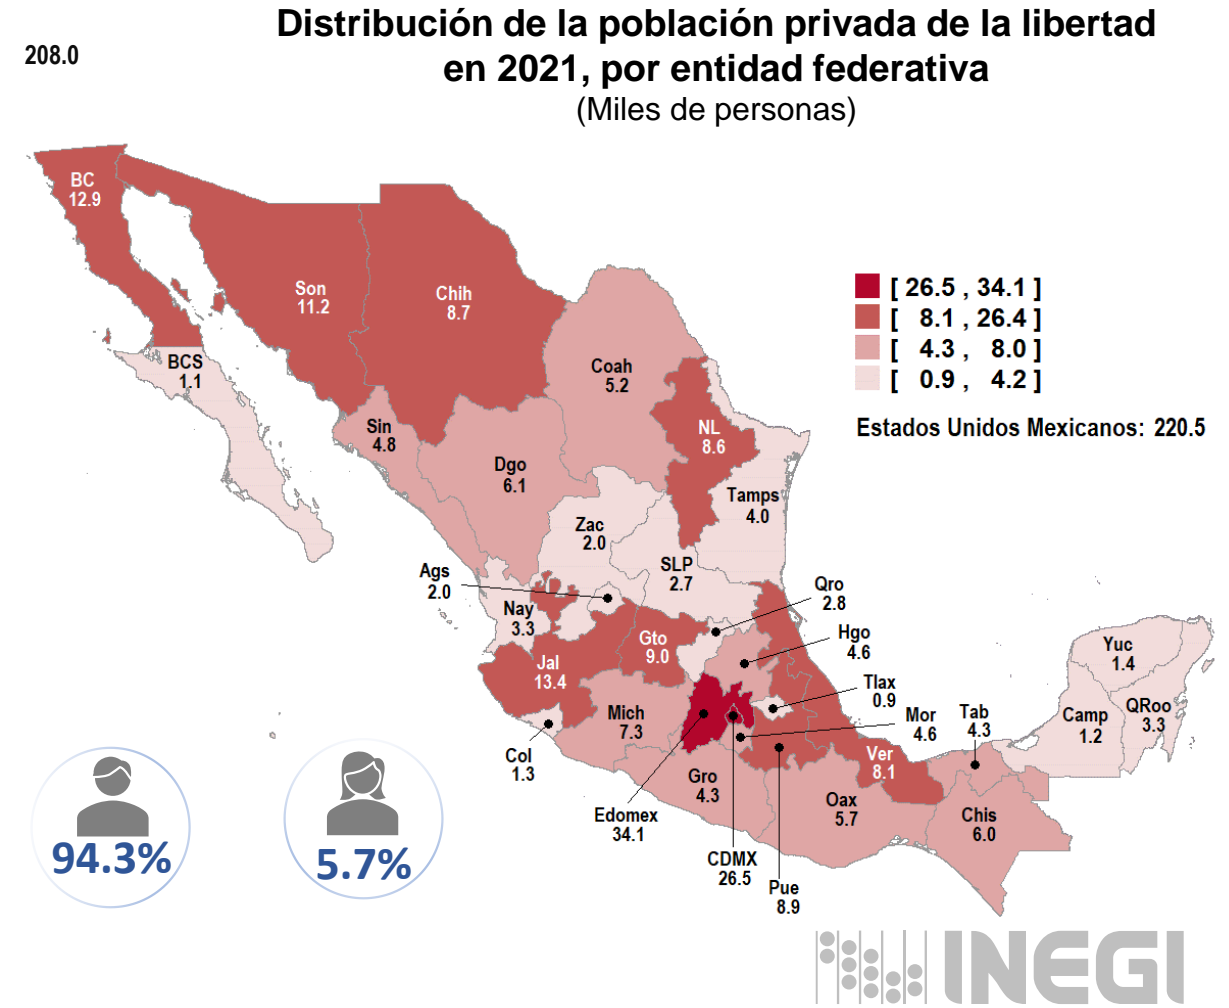 Distribución de la población privada de la libertad
en 2021, por entidad federativa
(Miles de personas)
208.0
BC
12.9
Son
11.2
Chih
8.7
[ 26.5 , 34.1 ]
[ 8.1 , 26.4 ]
[ 4.3 , 8.0 ]
[ 0.9 , 4.2 ]
Estados Unidos Mexicanos: 220.5
BCS
1.1
Coah
5.2
Sin
4.8
NL
8.6
Dgo
6.1
Tamps
4.0
Zac
2.0
SLP
2.7
Ags
2.0
Qro
2.8
Nay
3.3
Gto
9.0
Hgo
4.6
Yuc
1.4
Jal
13.4
Tlax
0.9
Mich
7.3
Mor
4.6
Tab
4.3
Camp
1.2
QRoo
3.3
Col
1.3
Ver
8.1
Gro
4.3
Oax
5.7
Chis
6.0
Edomex
34.1
CDMX
26.5
Pue
8.9
94.3%
5.7%
INEGI